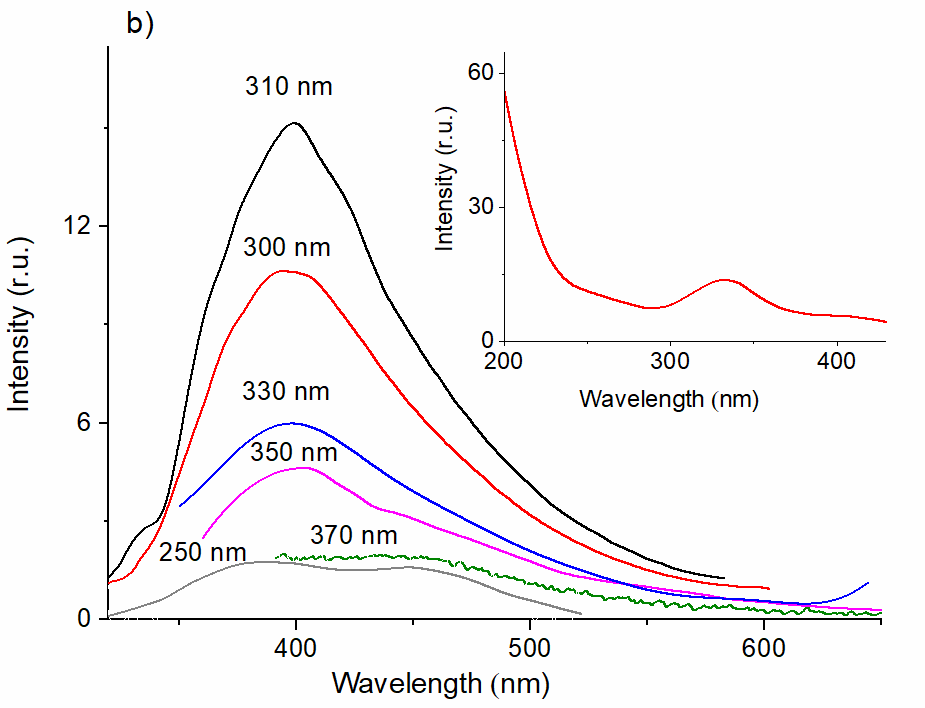 b)
310 nm
300 nm
330 nm
350 nm
370 nm
250 nm
12
6
0
Intensity (r.u.)
400
500
600
Wavelength (nm)
60
30
0
Intensity (r.u.)
200
300
400
Wavelength (nm)